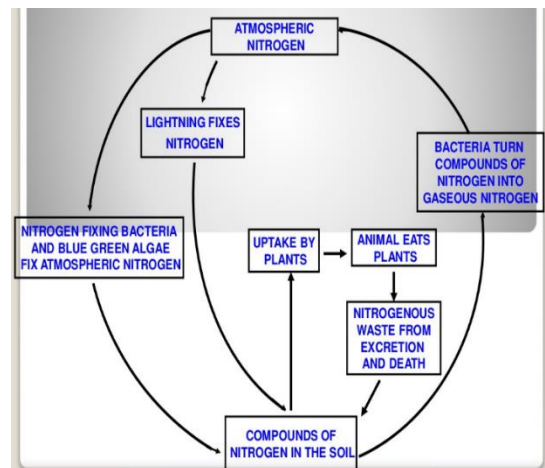 ATMOSPHERIC
NITROGEN
LIGHTNING FIXES
NITROGEN
BACTERIA TURN
COMPOUNDS OF
NITROGEN INTO
GASEOUS NITROGEN
NITROGEN FIXING BACTERIA
AND BLUE GREEN ALGAE
FIX ATMOSPHERIC NITROGEN
UPTAKE BY
PLANTS
ANIMAL EATS
PLANTS
NITROGENOUS
WASTE FROM
EXCRETION
AND DEATH
COMPOUNDS OF
NITROGEN IN THE SOIL